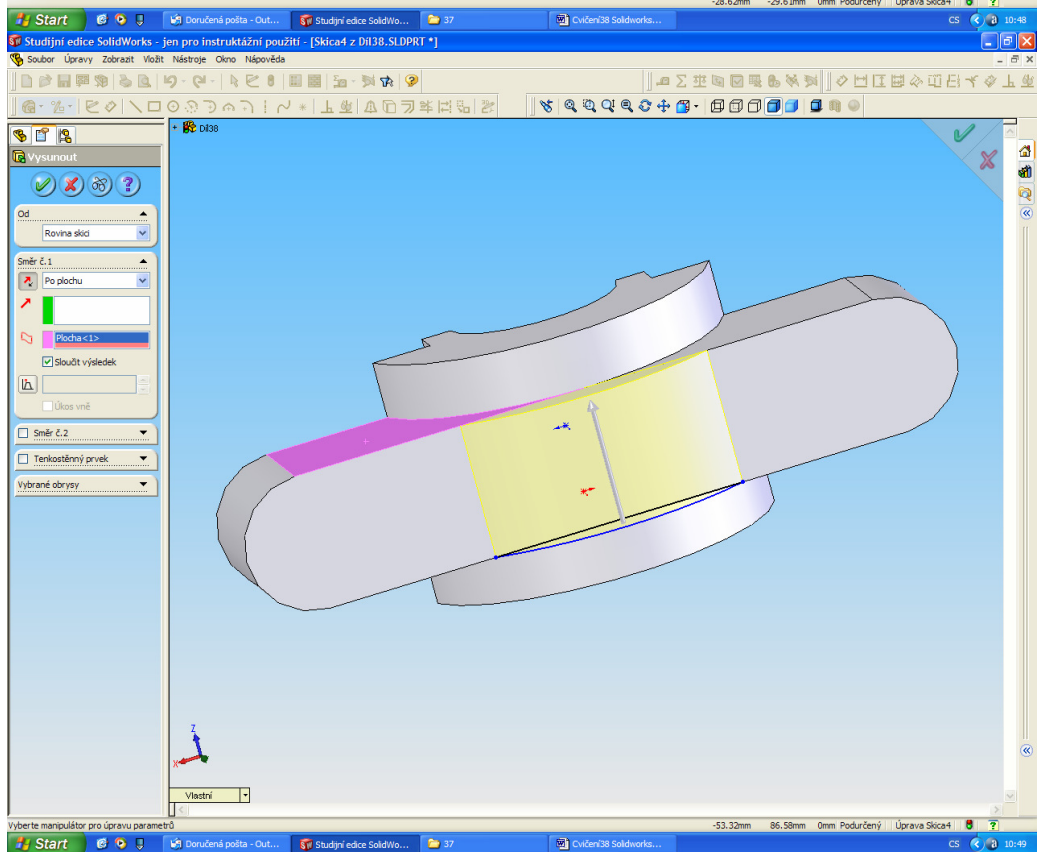 -28.62mm -29.61mm 0mm Podurčený Úprava Skica4 ?
Start Doručená pošta - Out... Studijní edice SolidWo... 37 Cvičení38 Solidworks... CS 10:48
Studijní edice SolidWorks - jen pro instruktážní použití - [Skica4 z Díl38.SLDPRT *]
Soubor Úpravy Zobrazit Vložit Nástroje Okno Nápověda
Díl38
Vysunout
Od
Rovina skici
Směr č.1
Po plochu
Plocha<1>
Sloučit výsledek
Úkos vně
Směr č.2
Tenkostěnný prvek
Vybrané obrysy
Z
X
Vlastní
Vyberte manipulátor pro úpravu parametrů -53.32mm 86.58mm 0mm Podurčený Úprava Skica4 ?
Start Doručená pošta - Out... Studijní edice SolidWo... 37 Cvičení38 Solidworks... CS 10:49